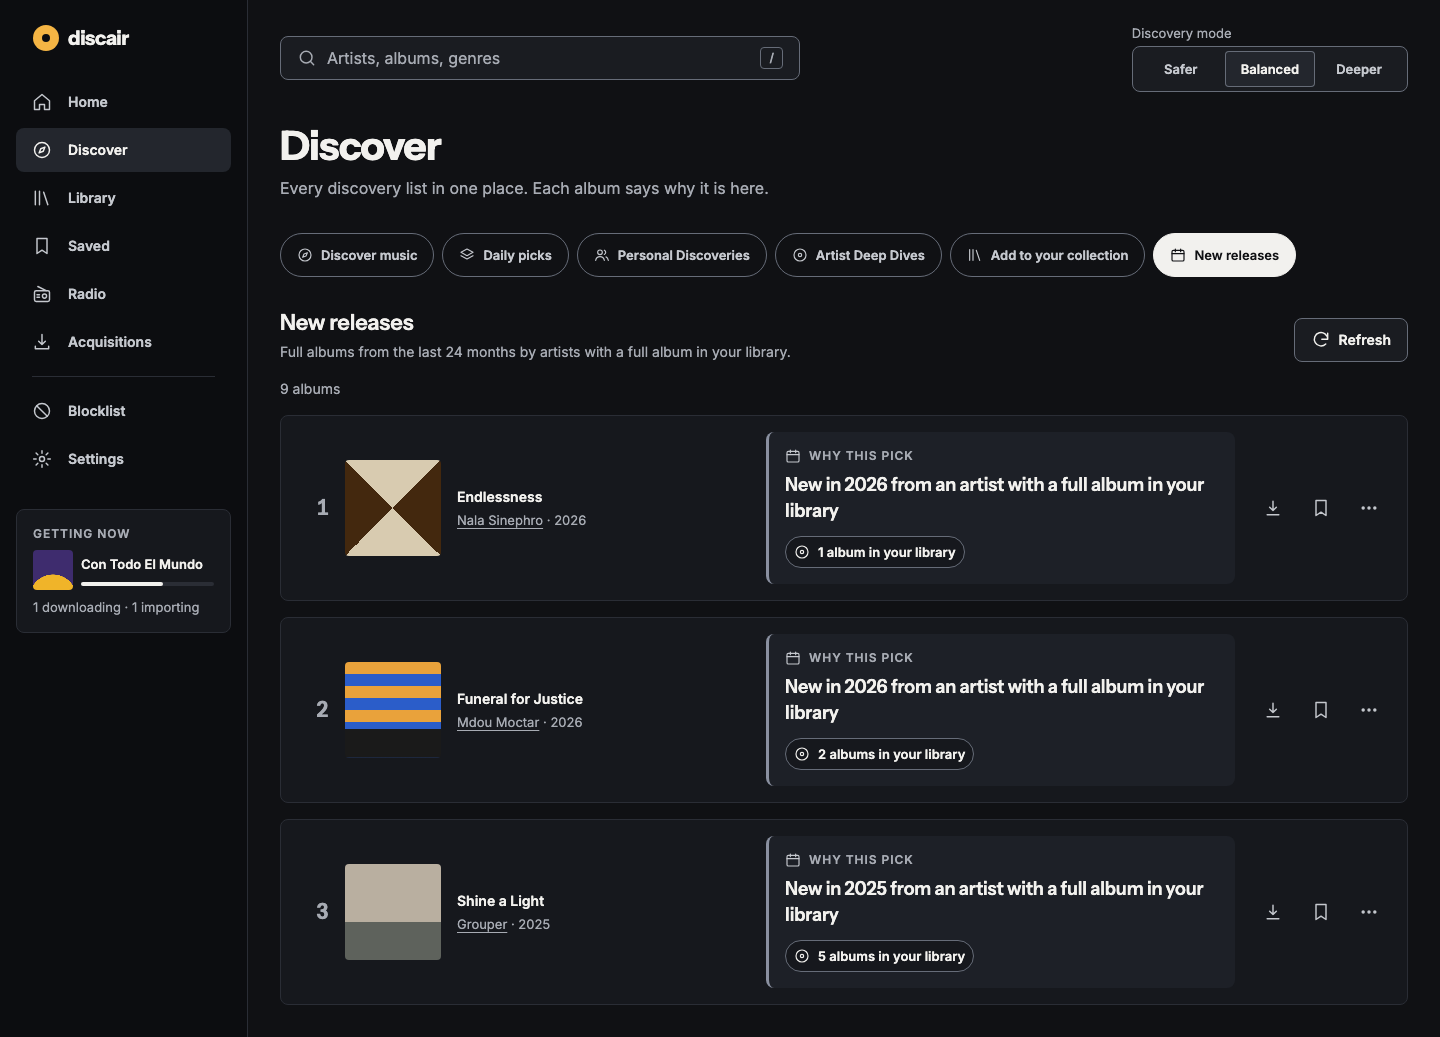 discair
Home
Discover
Library
Saved
Radio
Acquisitions
Blocklist
Settings
GETTING NOW
Con Todo El Mundo
1 downloading · 1 importing
Artists, albums, genres
/
Discovery mode
Safer
Balanced
Deeper
Discover
Every discovery list in one place. Each album says why it is here.
Discover music
Daily picks
Personal Discoveries
Artist Deep Dives
Add to your collection
New releases
New releases
Full albums from the last 24 months by artists with a full album in your library.
Refresh
9 albums
1
Endlessness
Nala Sinephro · 2026
WHY THIS PICK
New in 2026 from an artist with a full album in your
library
1 album in your library
2
Funeral for Justice
Mdou Moctar · 2026
WHY THIS PICK
New in 2026 from an artist with a full album in your
library
2 albums in your library
3
Shine a Light
Grouper · 2025
WHY THIS PICK
New in 2025 from an artist with a full album in your
library
5 albums in your library